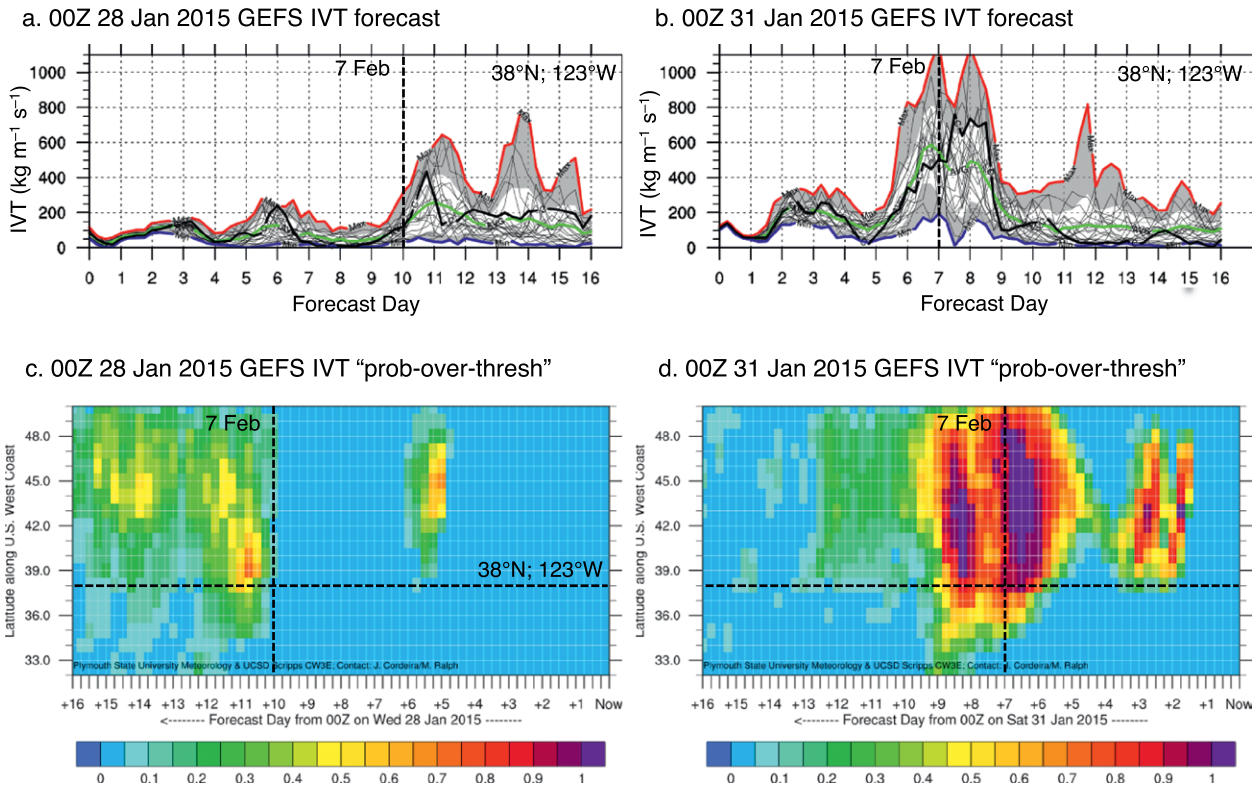 a. 00Z 28 Jan 2015 GEFS IVT forecast
b. 00Z 31 Jan 2015 GEFS IVT forecast
7 Feb
38°N; 123°W
IVT (kg m⁻¹ s⁻¹)
1000
800
600
400
200
0
Max
Max
Max
0 1 2 3 4 5 6 7 8 9 10 11 12 13 14 15 16
Forecast Day
7 Feb
38°N; 123°W
IVT (kg m⁻¹ s⁻¹)
1000
800
600
400
200
0
Max
Max
Max
AVG
0 1 2 3 4 5 6 7 8 9 10 11 12 13 14 15 16
Forecast Day
c. 00Z 28 Jan 2015 GEFS IVT “prob-over-thresh”
d. 00Z 31 Jan 2015 GEFS IVT “prob-over-thresh”
7 Feb
Latitude along U.S. West Coast
48.0
45.0
42.0
39.0
36.0
33.0
38°N; 123°W
Plymouth State University Meteorology & UCSD Scripps CW3E; Contact: J. Cordeira/M. Ralph
+16 +15 +14 +13 +12 +11 +10 +9 +8 +7 +6 +5 +4 +3 +2 +1 Now
<-------- Forecast Day from 00Z on Wed 28 Jan 2015 --------
0 0.1 0.2 0.3 0.4 0.5 0.6 0.7 0.8 0.9 1
7 Feb
Latitude along U.S. West Coast
48.0
45.0
42.0
39.0
36.0
33.0
38°N; 123°W
Plymouth State University Meteorology & UCSD Scripps CW3E; Contact: J. Cordeira/M. Ralph
+16 +15 +14 +13 +12 +11 +10 +9 +8 +7 +6 +5 +4 +3 +2 +1 Now
<-------- Forecast Day from 00Z on Sat 31 Jan 2015 --------
0 0.1 0.2 0.3 0.4 0.5 0.6 0.7 0.8 0.9 1